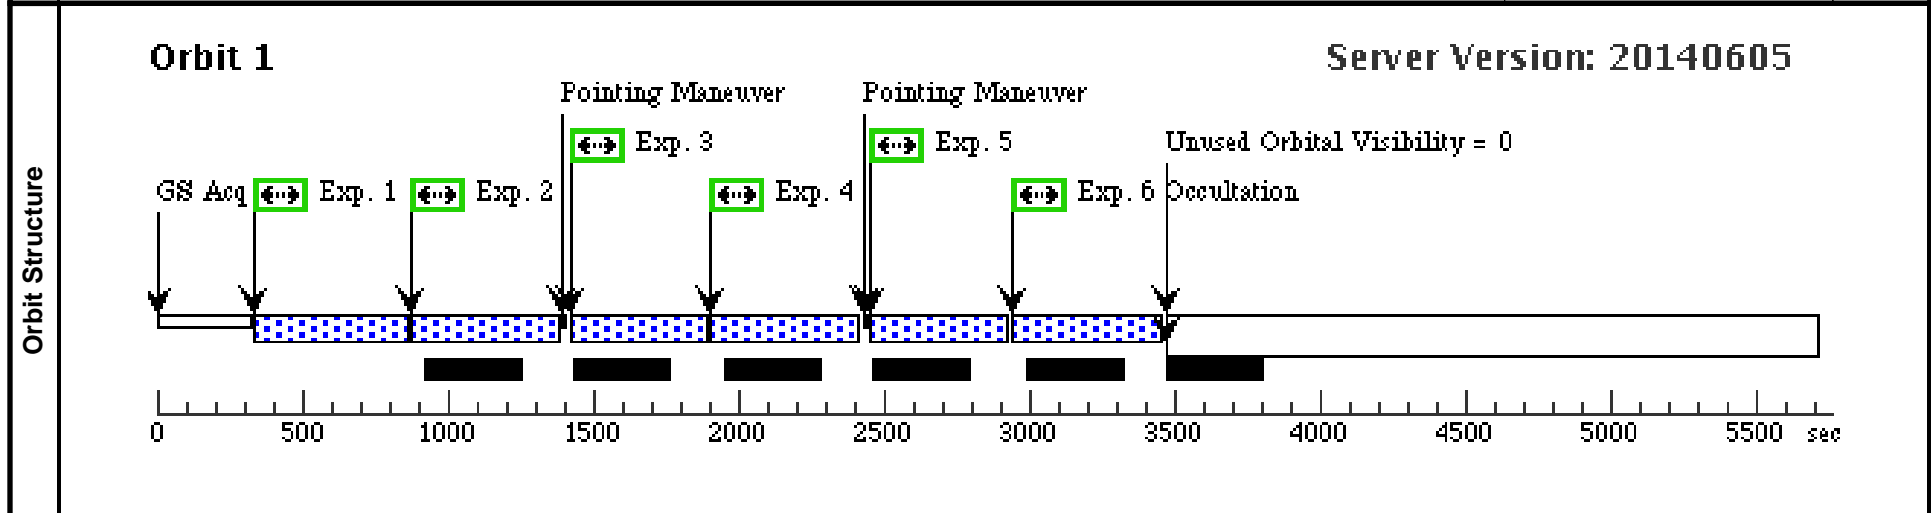 Orbit Structure
Orbit 1
Server Version: 20140605
Pointing Maneuver
Pointing Maneuver
Exp. 3
Exp. 5
Unused Orbital Visibility = 0
GS Acq
Exp. 1
Exp. 2
Exp. 4
Exp. 6
Occultation
0 500 1000 1500 2000 2500 3000 3500 4000 4500 5000 5500 sec